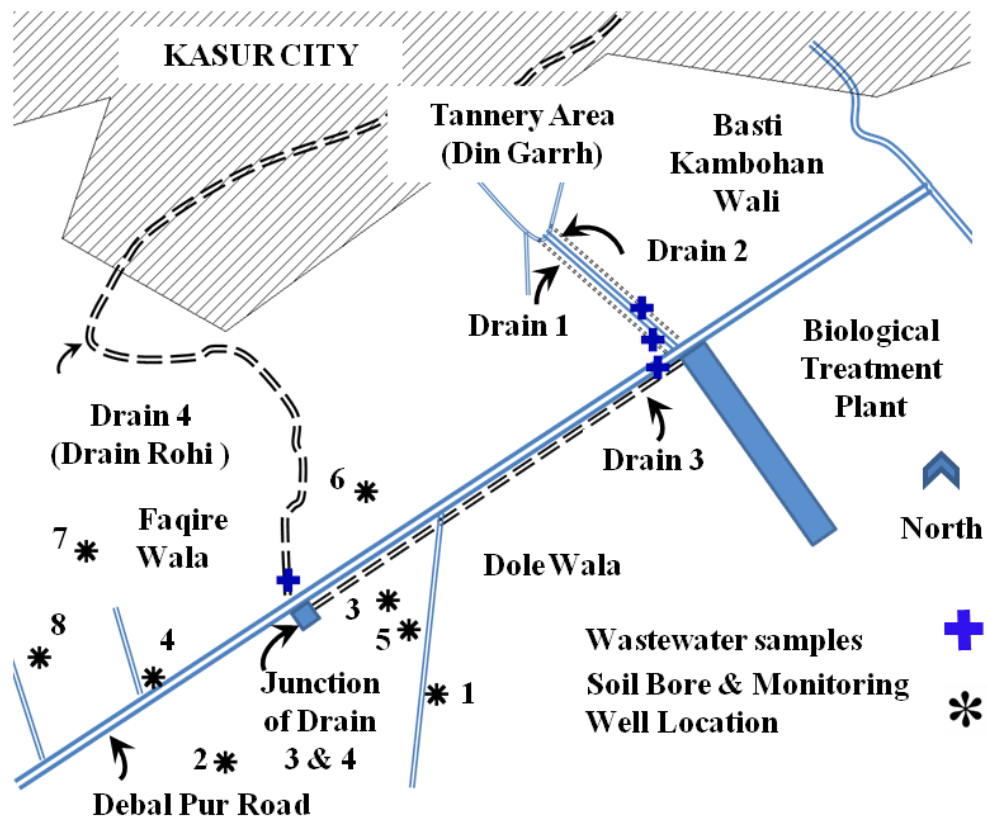 KASUR CITY
Tannery Area
(Din Garrh)
Basti
Kambohan
Wali
Drain 2
Drain 1
Biological
Treatment
Plant
Drain 4
(Drain Rohi )
Drain 3
6
North
Faqire
Wala
7
Dole Wala
3
5
8
4
Wastewater samples
Junction
of Drain
3 & 4
1
Soil Bore & Monitoring
Well Location
2
Debal Pur Road